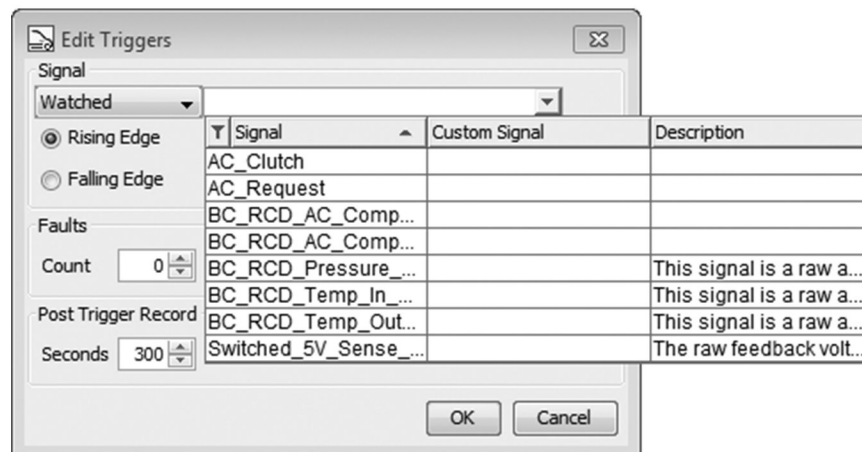 Edit Triggers
Signal
Watched
Rising Edge
Falling Edge
Faults
Count 0
Post Trigger Record
Seconds 300
Signal Custom Signal Description
AC_Clutch
AC_Request
BC_RCD_AC_Comp...
BC_RCD_AC_Comp...
BC_RCD_Pressure_... This signal is a raw a...
BC_RCD_Temp_In_... This signal is a raw a...
BC_RCD_Temp_Out... This signal is a raw a...
Switched_5V_Sense_... The raw feedback volt...
OK Cancel